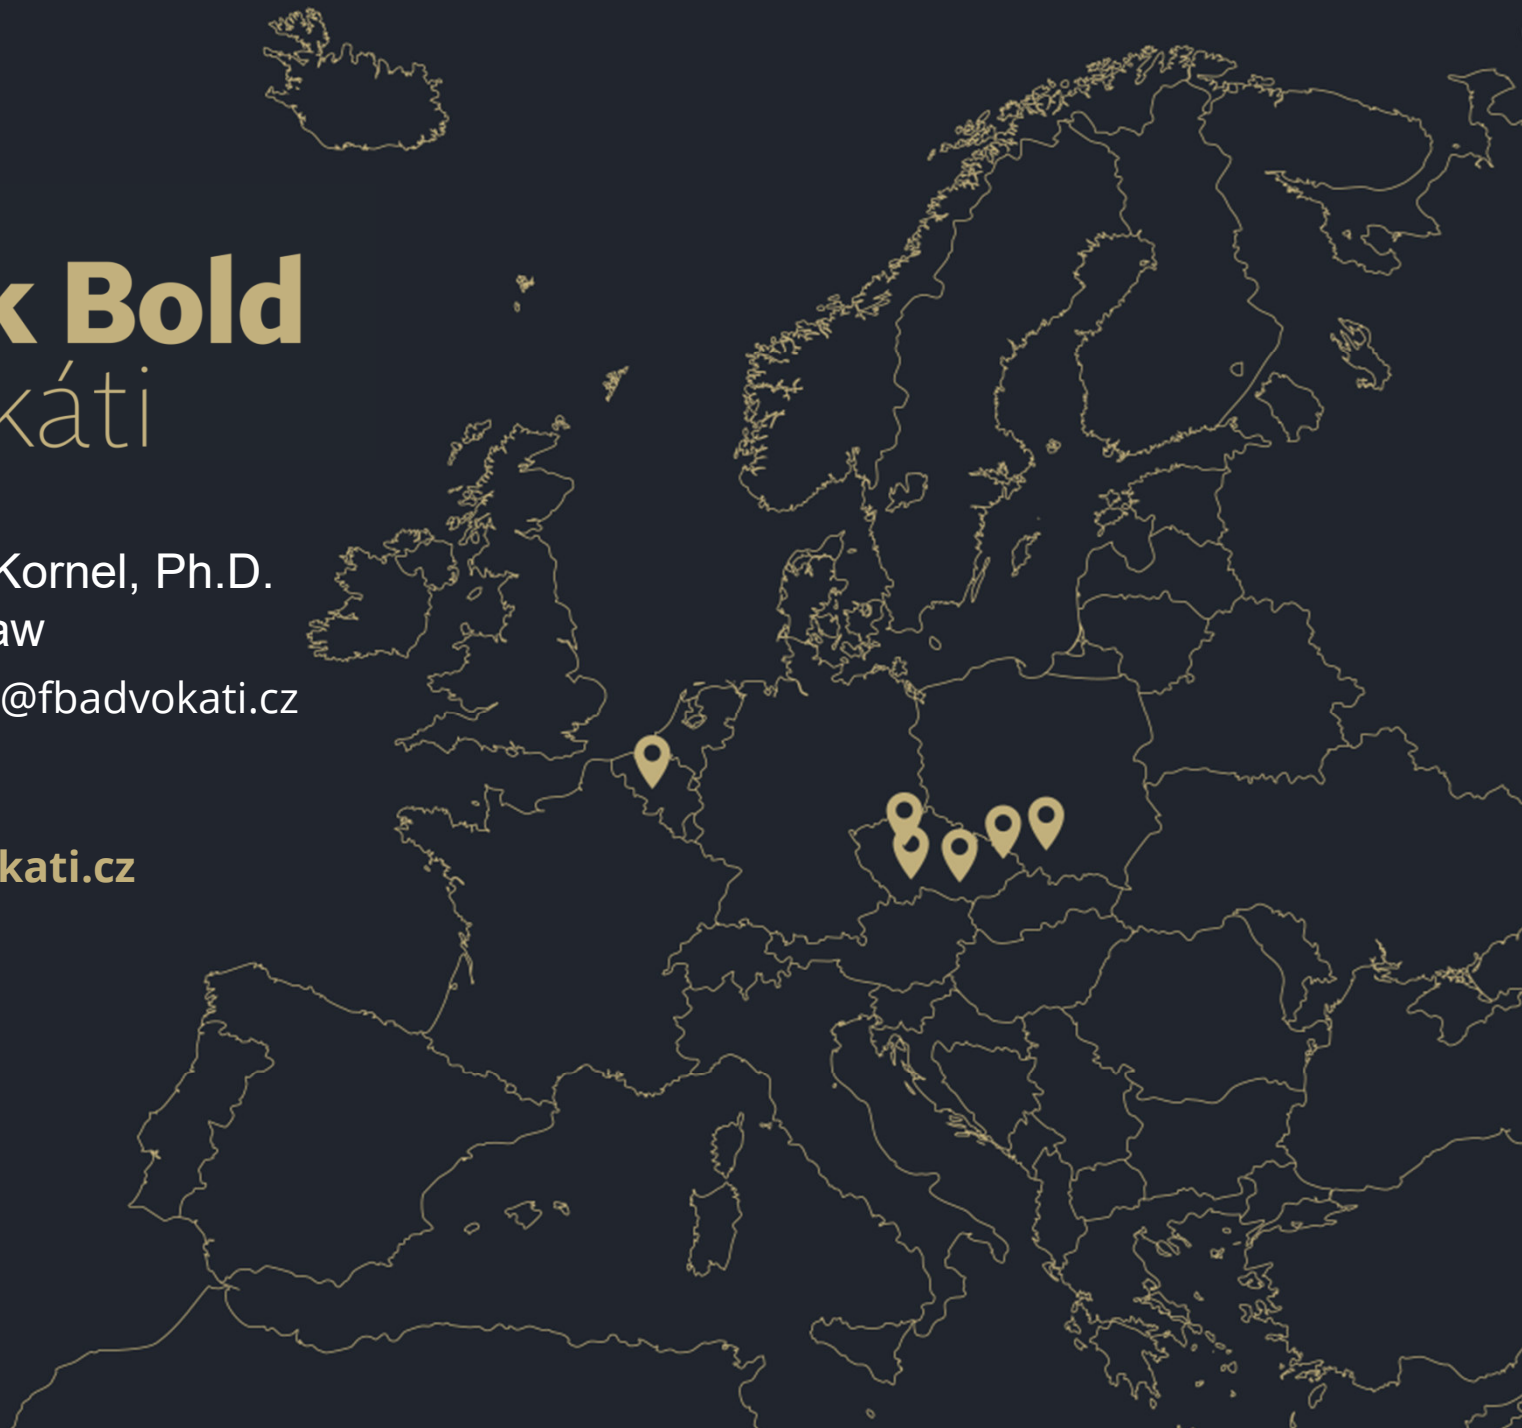 k Bold
káti
Kornel, Ph.D.
aw
@fbadvokati.cz
kati.cz